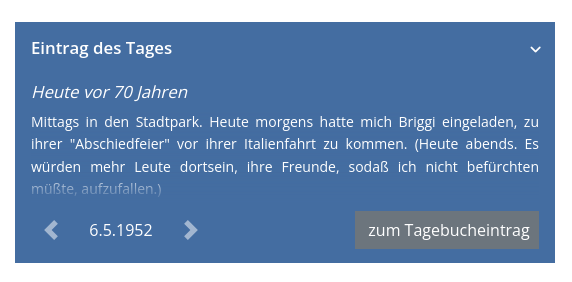 Eintrag des Tages
Heute vor 70 Jahren
Mittags in den Stadtpark. Heute morgens hatte mich Briggi eingeladen, zu
ihrer "Abschiedfeier" vor ihrer Italienfahrt zu kommen. (Heute abends. Es
würden mehr Leute dortsein, ihre Freunde, sodaß ich nicht befürchten
müßte, aufzufallen.)
6.5.1952
zum Tagebucheintrag